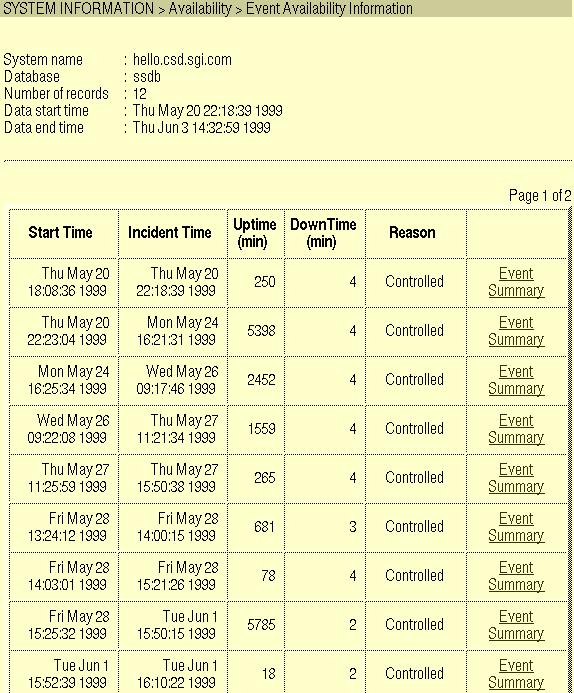 SYSTEM INFORMATION > Availability > Event Availability Information
System name : hello.csd.sgi.com
Database : ssdb
Number of records : 12
Data start time : Thu May 20 22:18:39 1999
Data end time : Thu Jun 3 14:32:59 1999
Page 1 of 2
Start Time Incident Time Uptime (min) DownTime (min) Reason
Thu May 20 Thu May 20
18:08:36 1999 22:18:39 1999 250 4 Controlled Event Summary
Thu May 20 Mon May 24
22:23:04 1999 16:21:31 1999 5398 4 Controlled Event Summary
Mon May 24 Wed May 26
16:25:34 1999 09:17:46 1999 2452 4 Controlled Event Summary
Wed May 26 Thu May 27
09:22:08 1999 11:21:34 1999 1559 4 Controlled Event Summary
Thu May 27 Thu May 27
11:25:59 1999 15:50:38 1999 265 4 Controlled Event Summary
Fri May 28 Fri May 28
13:24:12 1999 14:00:15 1999 681 3 Controlled Event Summary
Fri May 28 Fri May 28
14:03:01 1999 15:21:26 1999 78 4 Controlled Event Summary
Fri May 28 Tue Jun 1
15:25:32 1999 15:50:15 1999 5785 2 Controlled Event Summary
Tue Jun 1 Tue Jun 1
15:52:39 1999 16:10:22 1999 18 2 Controlled Event Summary